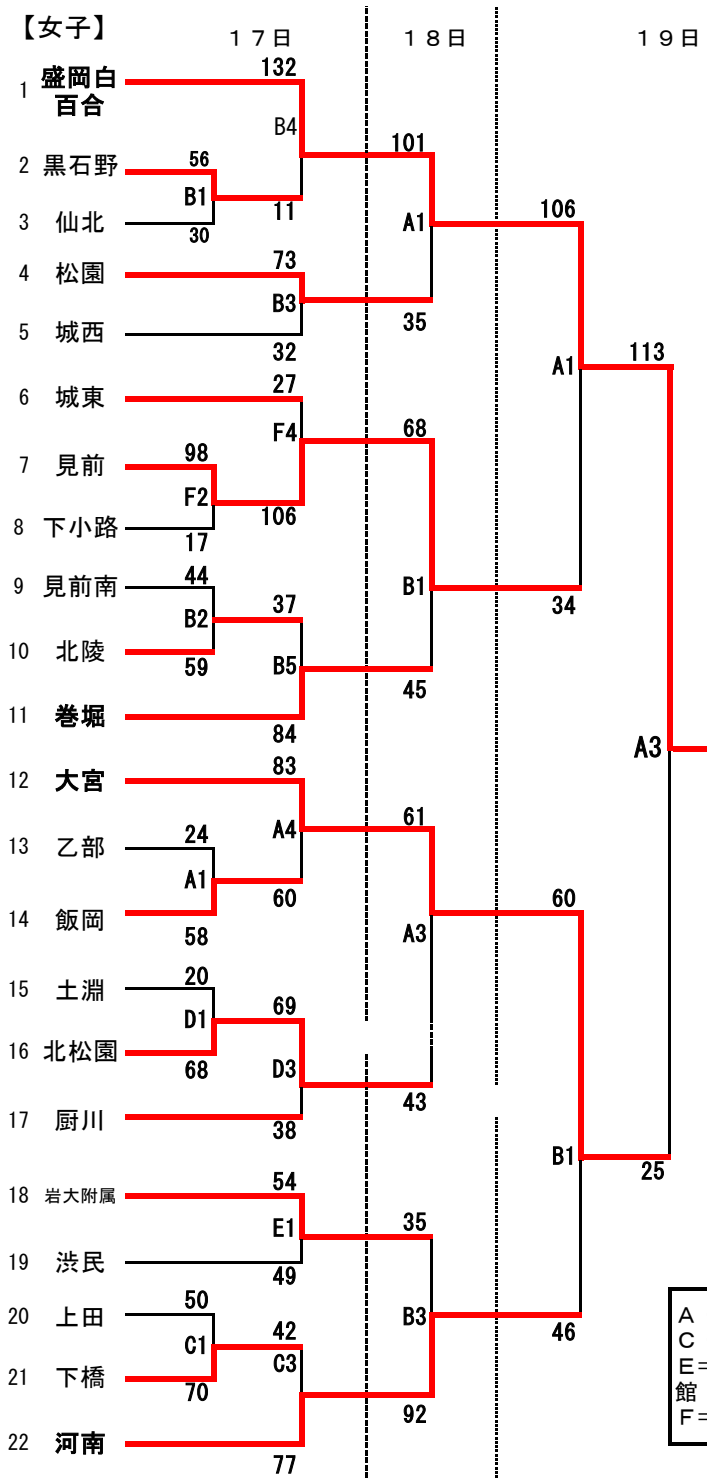 【女子】
１７日
１８日
１９日
1 盛岡白百合
2 黒石野
3 仙北
4 松園
5 城西
6 城東
7 見前
8 下小路
9 見前南
10 北陵
11 巻堀
12 大宮
13 乙部
14 飯岡
15 土淵
16 北松園
17 厨川
18 岩大附属
19 渋民
20 上田
21 下橋
22 河南
56
B1
30
98
F2
17
44
B2
59
24
A1
58
20
D1
68
50
C1
70
132
B4
11
73
B3
32
27
F4
106
37
B5
84
83
A4
60
69
D3
38
54
E1
49
42
C3
77
101
A1
35
68
B1
45
61
A3
43
35
B3
92
106
A1
34
60
B1
46
113
A3
25
A
C
E=
館
F=